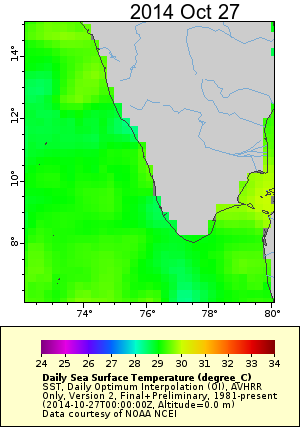 2014 Oct 27
14°
12°
10°
8°
74° 76° 78° 80°
24 25 26 27 28 29 30 31 32 33 34
Daily Sea Surface Temperature (degree_C)
SST, Daily Optimum Interpolation (OI), AVHRR
Only, Version 2, Final+Preliminary, 1981-present
(2014-10-27T00:00:00Z, Altitude=0.0 m)
Data courtesy of NOAA NCEI